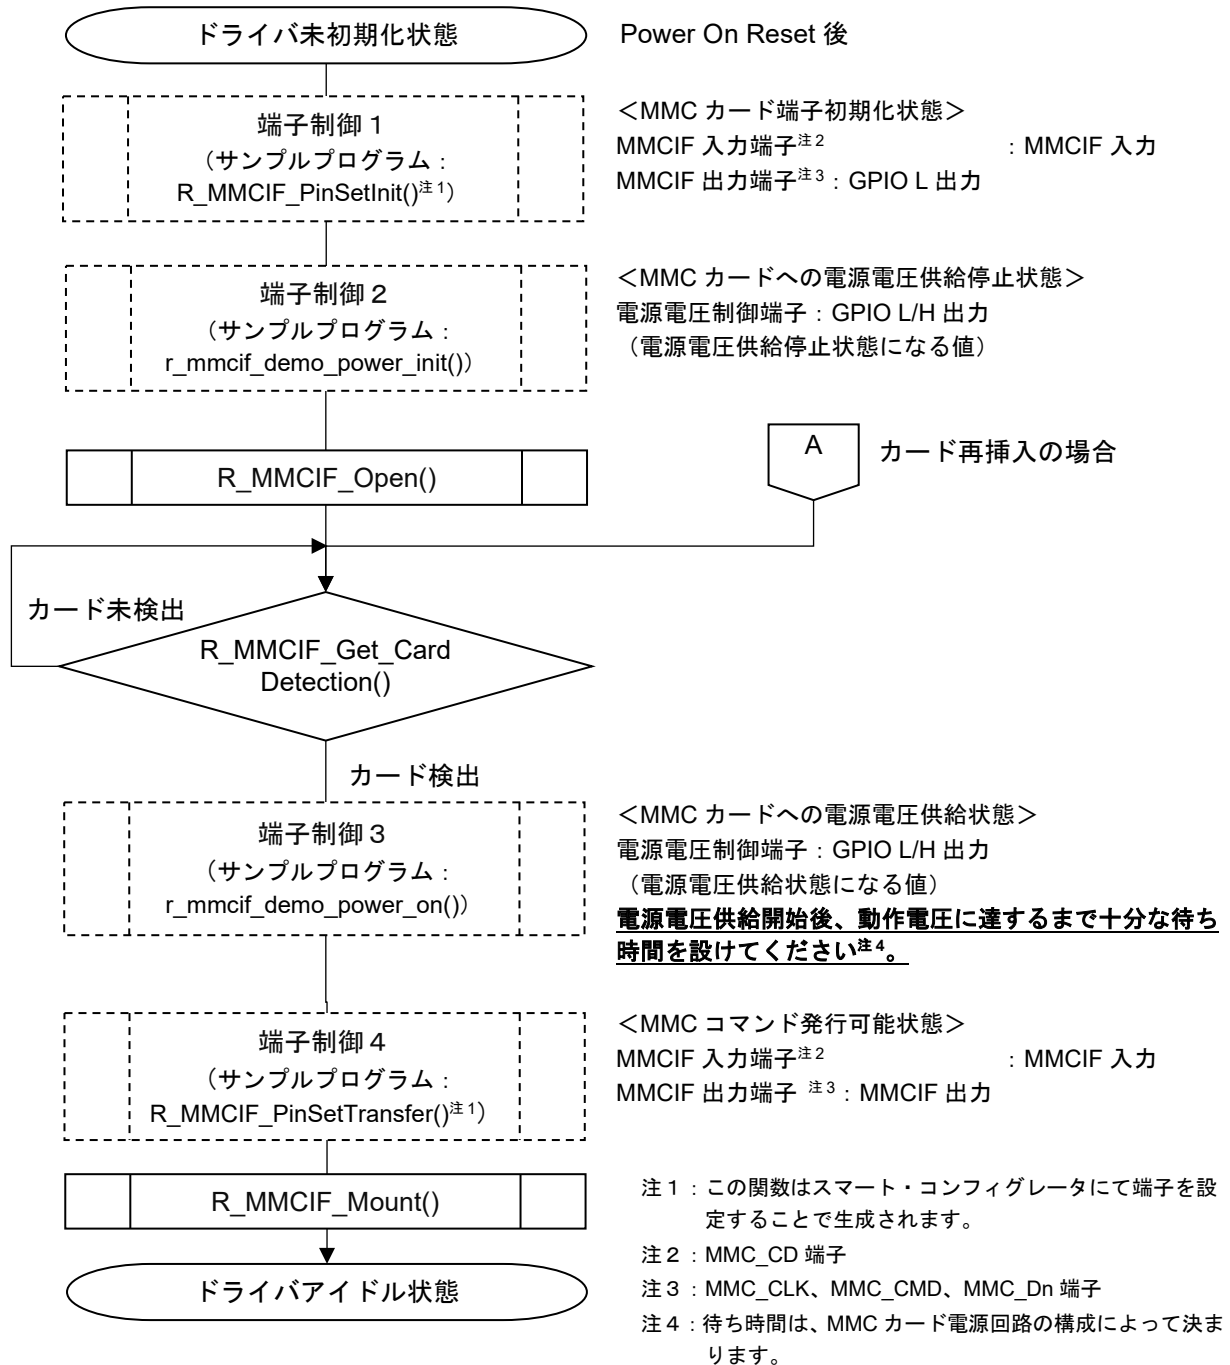 ドライバ未初期化状態
Power On Reset 後
端子制御１
（サンプルプログラム：
R_MMCIF_PinSetInit()注１）
＜MMC カード端子初期化状態＞
MMCIF 入力端子注２ ：MMCIF 入力
MMCIF 出力端子注３：GPIO L 出力
端子制御２
（サンプルプログラム：
r_mmcif_demo_power_init()）
＜MMC カードへの電源電圧供給停止状態＞
電源電圧制御端子：GPIO L/H 出力
（電源電圧供給停止状態になる値）
R_MMCIF_Open()
A
カード再挿入の場合
カード未検出
R_MMCIF_Get_Card
Detection()
カード検出
端子制御３
（サンプルプログラム：
r_mmcif_demo_power_on()）
＜MMC カードへの電源電圧供給状態＞
電源電圧制御端子：GPIO L/H 出力
（電源電圧供給状態になる値）
電源電圧供給開始後、動作電圧に達するまで十分な待ち
時間を設けてください注４。
端子制御４
（サンプルプログラム：
R_MMCIF_PinSetTransfer()注１）
＜MMC コマンド発行可能状態＞
MMCIF 入力端子注２ ：MMCIF 入力
MMCIF 出力端子 注３：MMCIF 出力
R_MMCIF_Mount()
ドライバアイドル状態
注１：この関数はスマート・コンフィグレータにて端子を設
定することで生成されます。
注２：MMC_CD 端子
注３：MMC_CLK、MMC_CMD、MMC_Dn 端子
注４：待ち時間は、MMC カード電源回路の構成によって決ま
ります。